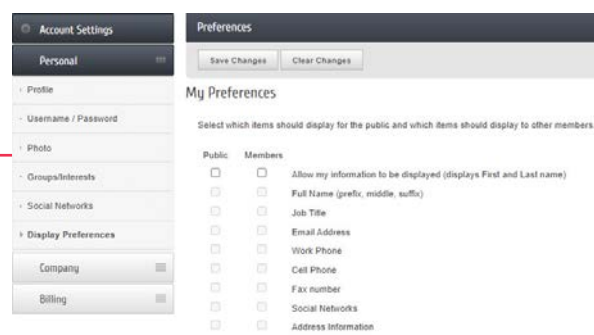 Account Settings
Personal
Profile
Username / Password
Photo
Groups/Interests
Social Networks
Display Preferences
Company
Billing
Preferences
Save Changes
Clear Changes
My Preferences
Select which items should display for the public and which items should display to other members
Public Members
Allow my information to be displayed (displays First and Last name)
Full Name (prefix, middle, suffix)
Job Title
Email Address
Work Phone
Cell Phone
Fax number
Social Networks
Address Information